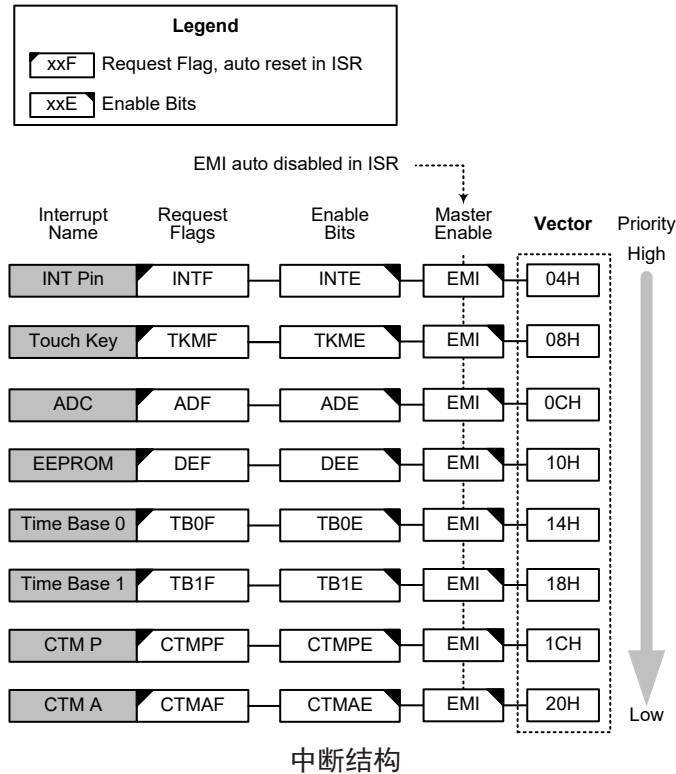 Legend
xxF Request Flag, auto reset in ISR
xxE Enable Bits
EMI auto disabled in ISR
Interrupt Name Request Flags Enable Bits Master Enable Vector Priority
High
INT Pin INTF INTE EMI 04H
Touch Key TKMF TKME EMI 08H
ADC ADF ADE EMI 0CH
EEPROM DEF DEE EMI 10H
Time Base 0 TB0F TB0E EMI 14H
Time Base 1 TB1F TB1E EMI 18H
CTM P CTMPF CTMPE EMI 1CH
CTM A CTMAF CTMAE EMI 20H
Low
中断结构